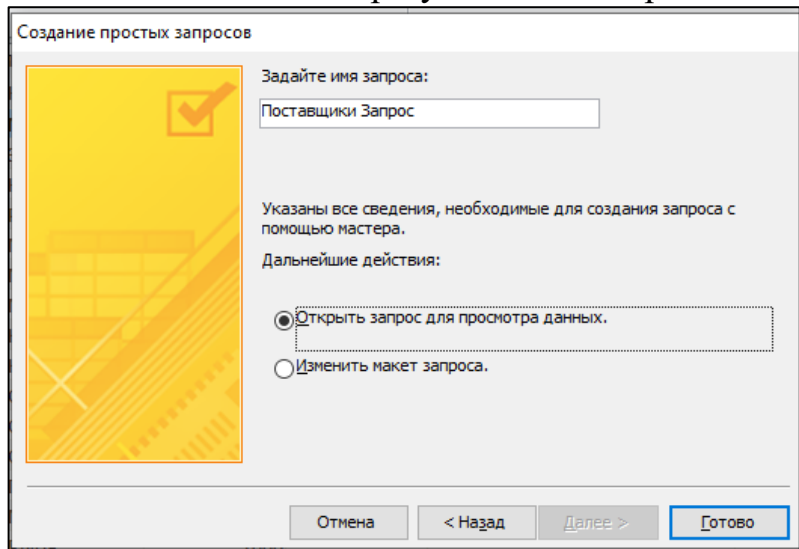 Создание простых запросов
Задайте имя запроса:
Поставщики Запрос
Указаны все сведения, необходимые для создания запроса с
помощью мастера.
Дальнейшие действия:
Открыть запрос для просмотра данных.
Изменить макет запроса.
Отмена
< Назад
Далее >
Готово